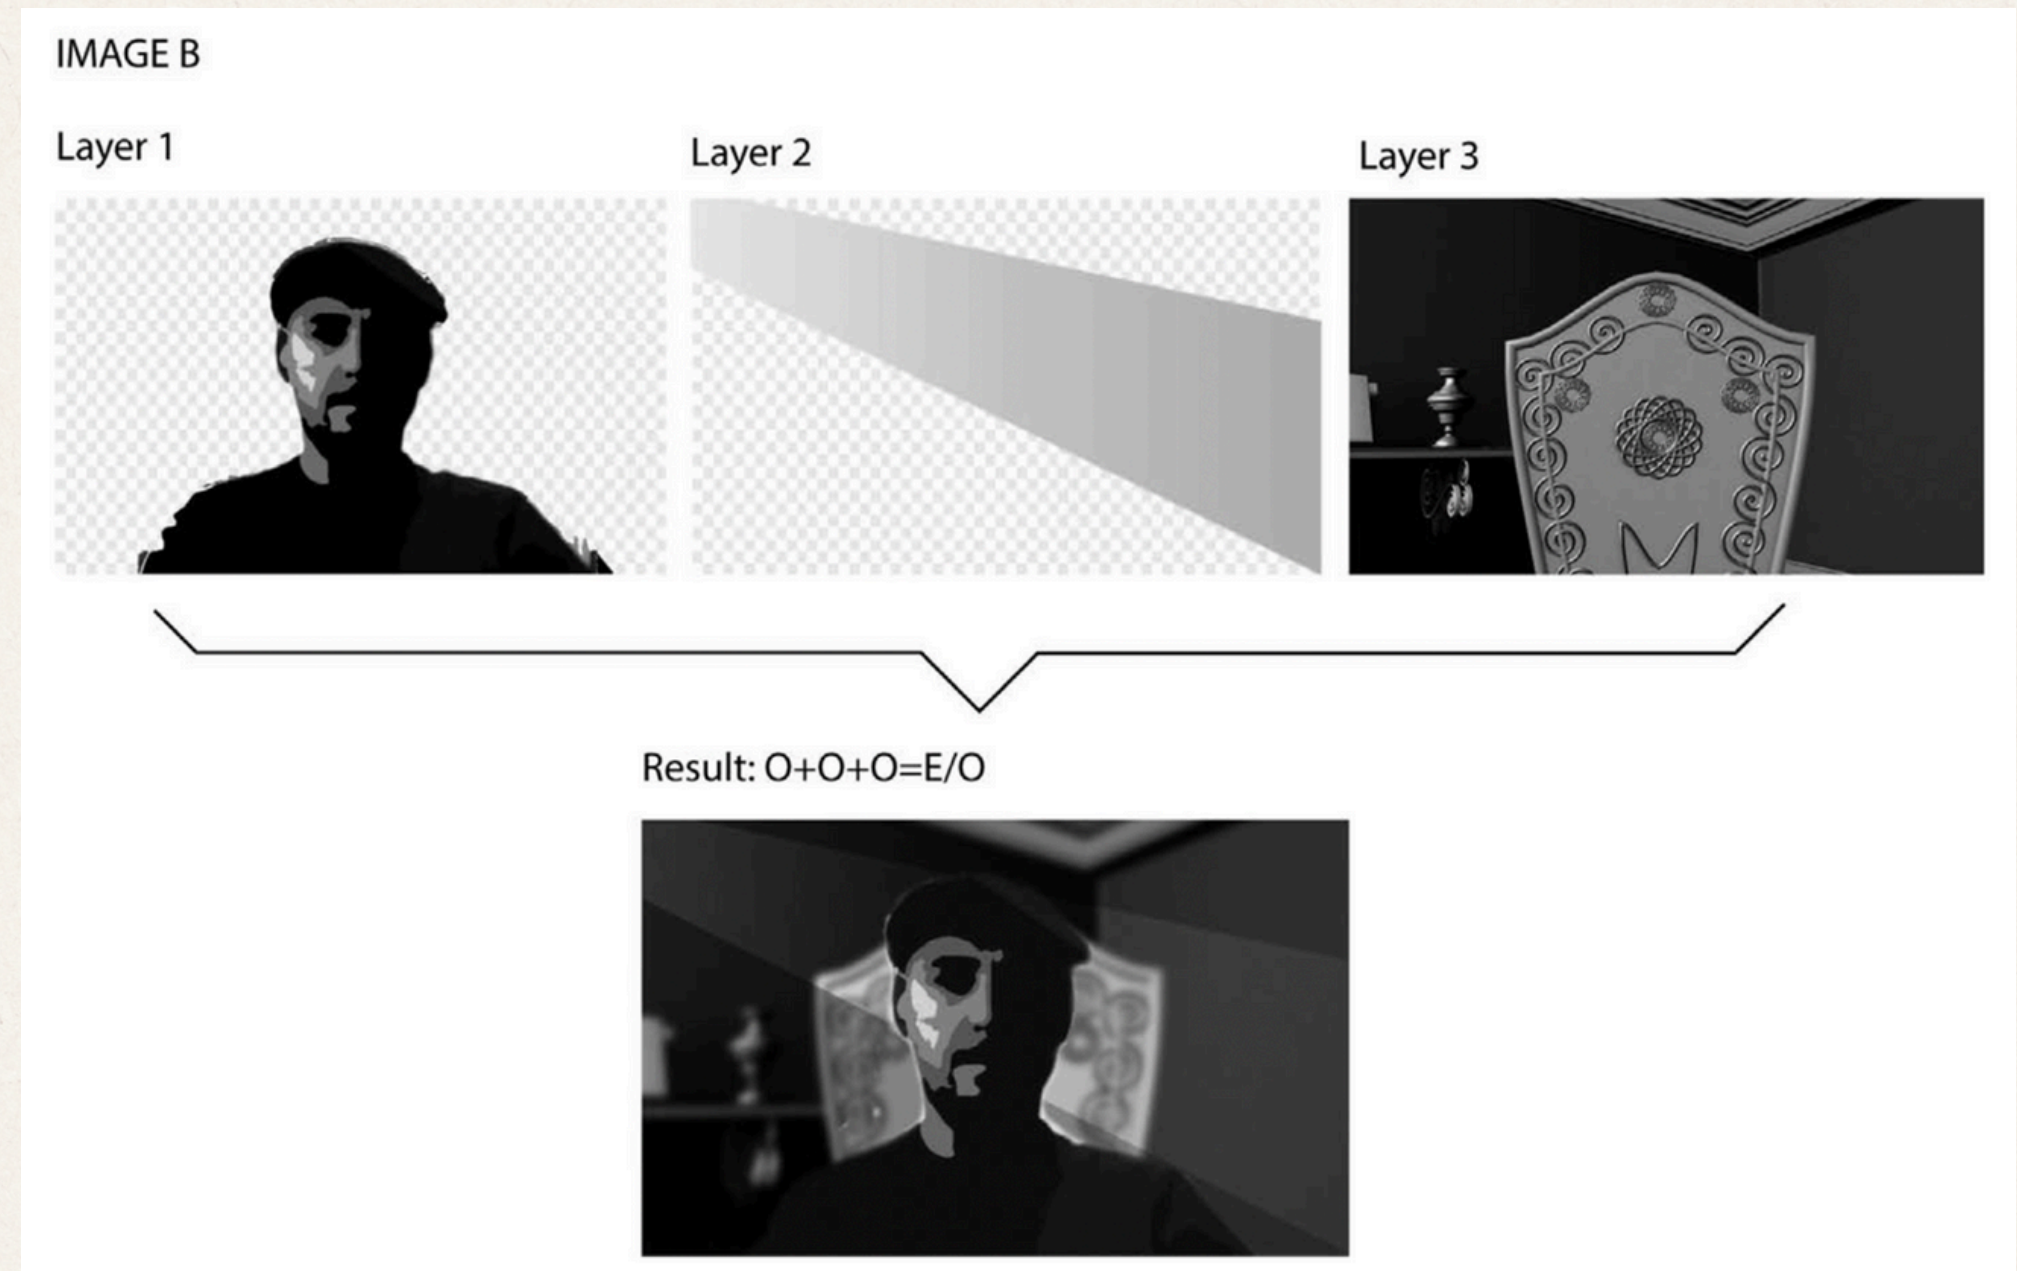 IMAGE B
Layer 1
Layer 2
Layer 3
Result: O+O+O=E/O